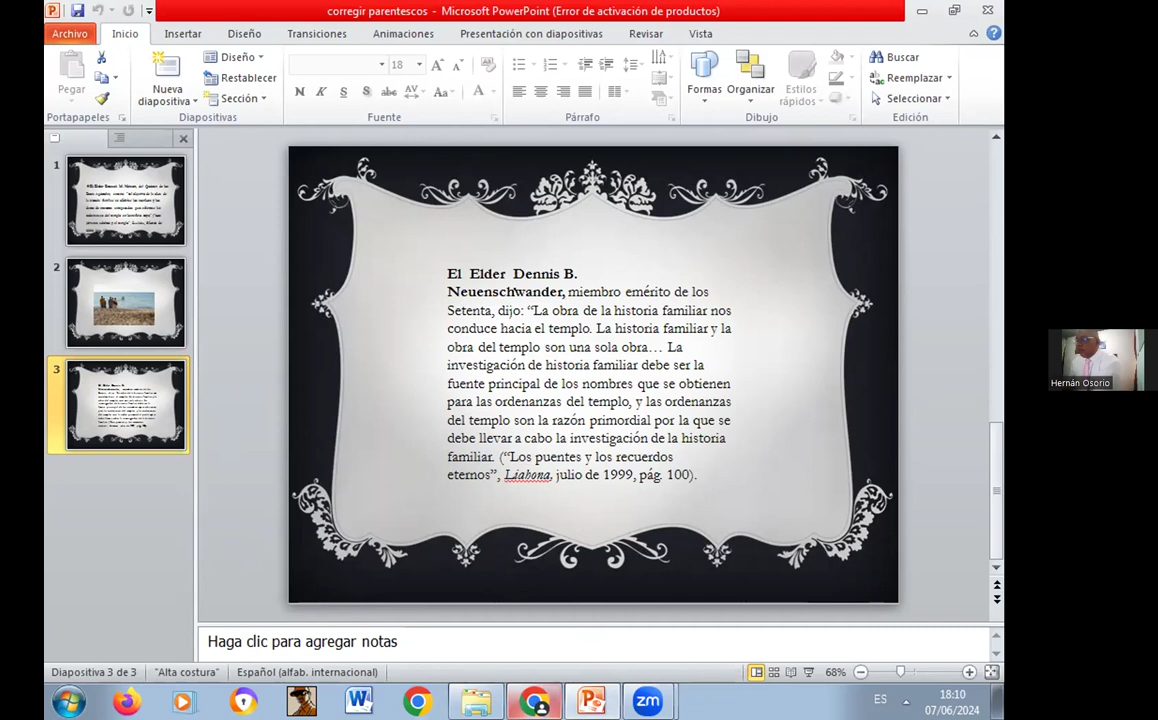 corregir parentescos - Microsoft PowerPoint (Error de activación de productos)
Archivo Inicio Insertar Diseño Transiciones Animaciones Presentación con diapositivas Revisar Vista
Pegar
Portapapeles
Nueva diapositiva
Diseño
Restablecer
Sección
Diapositivas
18
N K S S abc AV Aa A
Fuente
Párrafo
Formas
Organizar
Estilos rápidos
Dibujo
Buscar
Reemplazar
Seleccionar
Edición
1
2
3
El Elder Dennis B.
Neuenschwander, miembro emérito de los
Setenta, dijo: “La obra de la historia familiar nos
conduce hacia el templo. La historia familiar y la
obra del templo son una sola obra… La
investigación de historia familiar debe ser la
fuente principal de los nombres que se obtienen
para las ordenanzas del templo, y las ordenanzas
del templo son la razón primordial por la que se
debe llevar a cabo la investigación de la historia
familiar. (“Los puentes y los recuerdos
eternos”, Liahona, julio de 1999, pág. 100).
Hernán Osorio
Haga clic para agregar notas
Diapositiva 3 de 3 "Alta costura" Español (alfab. internacional) 68%
W P zm ES
18:10
07/06/2024